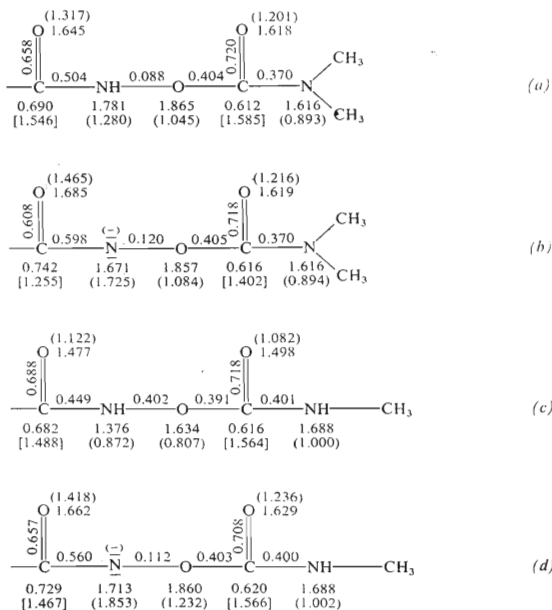 (1.317) (1.201)
O 1.645 O 1.618
0.658 0.720 CH₃
C 0.504 NH 0.088 O 0.404 C 0.370 N (a)
CH₃
0.690 1.781 1.865 0.612 1.616
[1.546] (1.280) (1.045) [1.585] (0.893)
(1.465) (1.216)
O 1.685 O 1.619
0.608 0.718 CH₃
C 0.598 N(−) 0.120 O 0.405 C 0.370 N (b)
CH₃
0.742 1.671 1.857 0.616 1.616
[1.255] (1.725) (1.084) [1.402] (0.894)
(1.122) (1.082)
O 1.477 O 1.498
0.688 0.718
C 0.449 NH 0.402 O 0.391 C 0.401 NH CH₃ (c)
0.682 1.376 1.634 0.616 1.688
[1.488] (0.872) (0.807) [1.564] (1.000)
(1.418) (1.236)
O 1.662 O 1.629
0.657 0.708
C 0.560 N(−) 0.112 O 0.403 C 0.400 NH CH₃ (d)
0.729 1.713 1.860 0.620 1.688
[1.467] (1.853) (1.232) [1.566] (1.002)